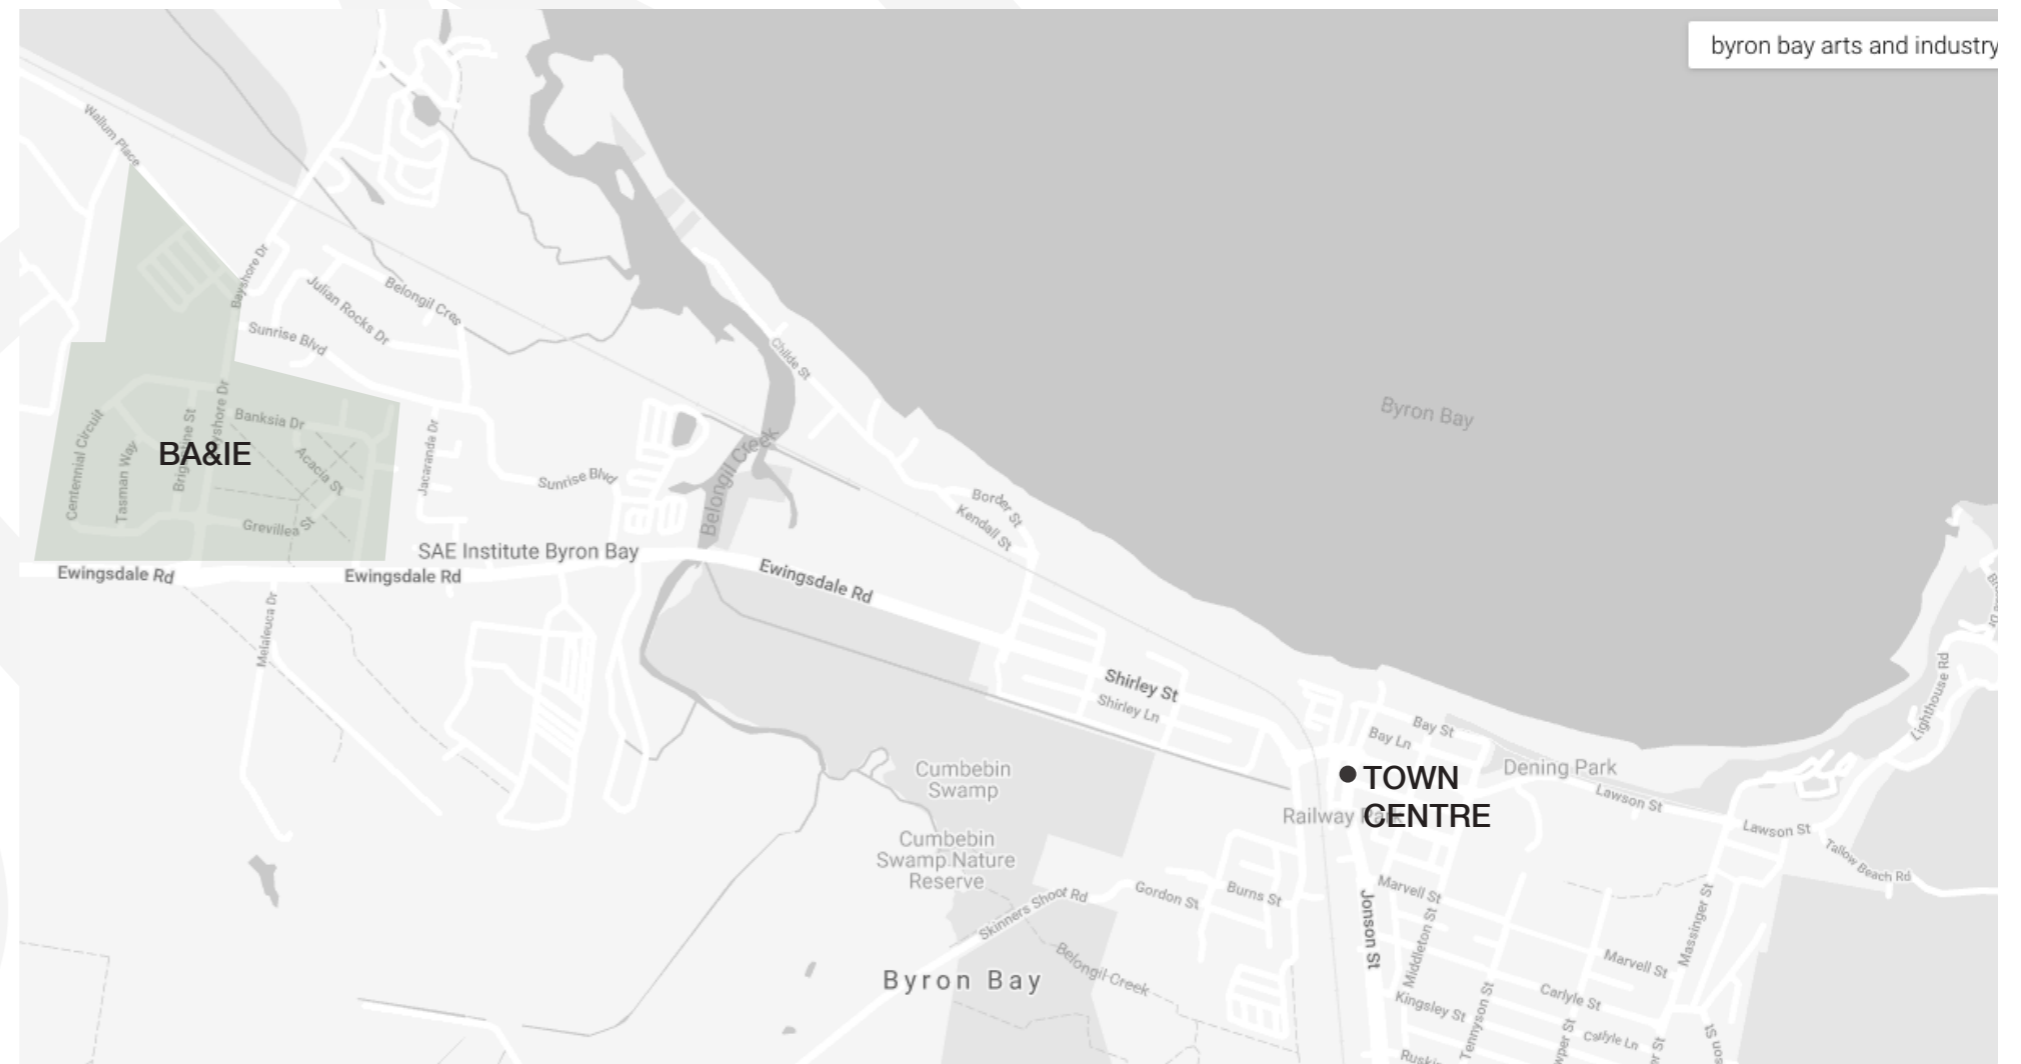 byron bay arts and industry
Wallum Place
Bayshore Dr
Julian Rocks Dr
Belongil Cres
Sunrise Blvd
Childe St
Byron Bay
Centennial Circuit
Tasman Way
Banksia Dr
Acacia St
BA&IE
Grevillea St
Jacaranda Dr
Sunrise Blvd
Belongil Creek
Border St
Kendall St
SAE Institute Byron Bay
Ewingsdale Rd
Ewingsdale Rd
Ewingsdale Rd
Melaleuca Dr
Shirley St
Shirley Ln
Bay St
Bay Ln
Lighthouse Rd
TOWN
CENTRE
Railway
Dening Park
Lawson St
Lawson St
Tallow Beach Rd
Cumbebin
Swamp
Cumbebin
Swamp Nature
Reserve
Skinners Shoot Rd
Gordon St
Burns St
Marvell St
Jonson St
Middleton St
Massinger St
Marvell St
Belongil Creek
Byron Bay
Kingsley St
Tennyson St
Carlyle St
Carlyle Ln